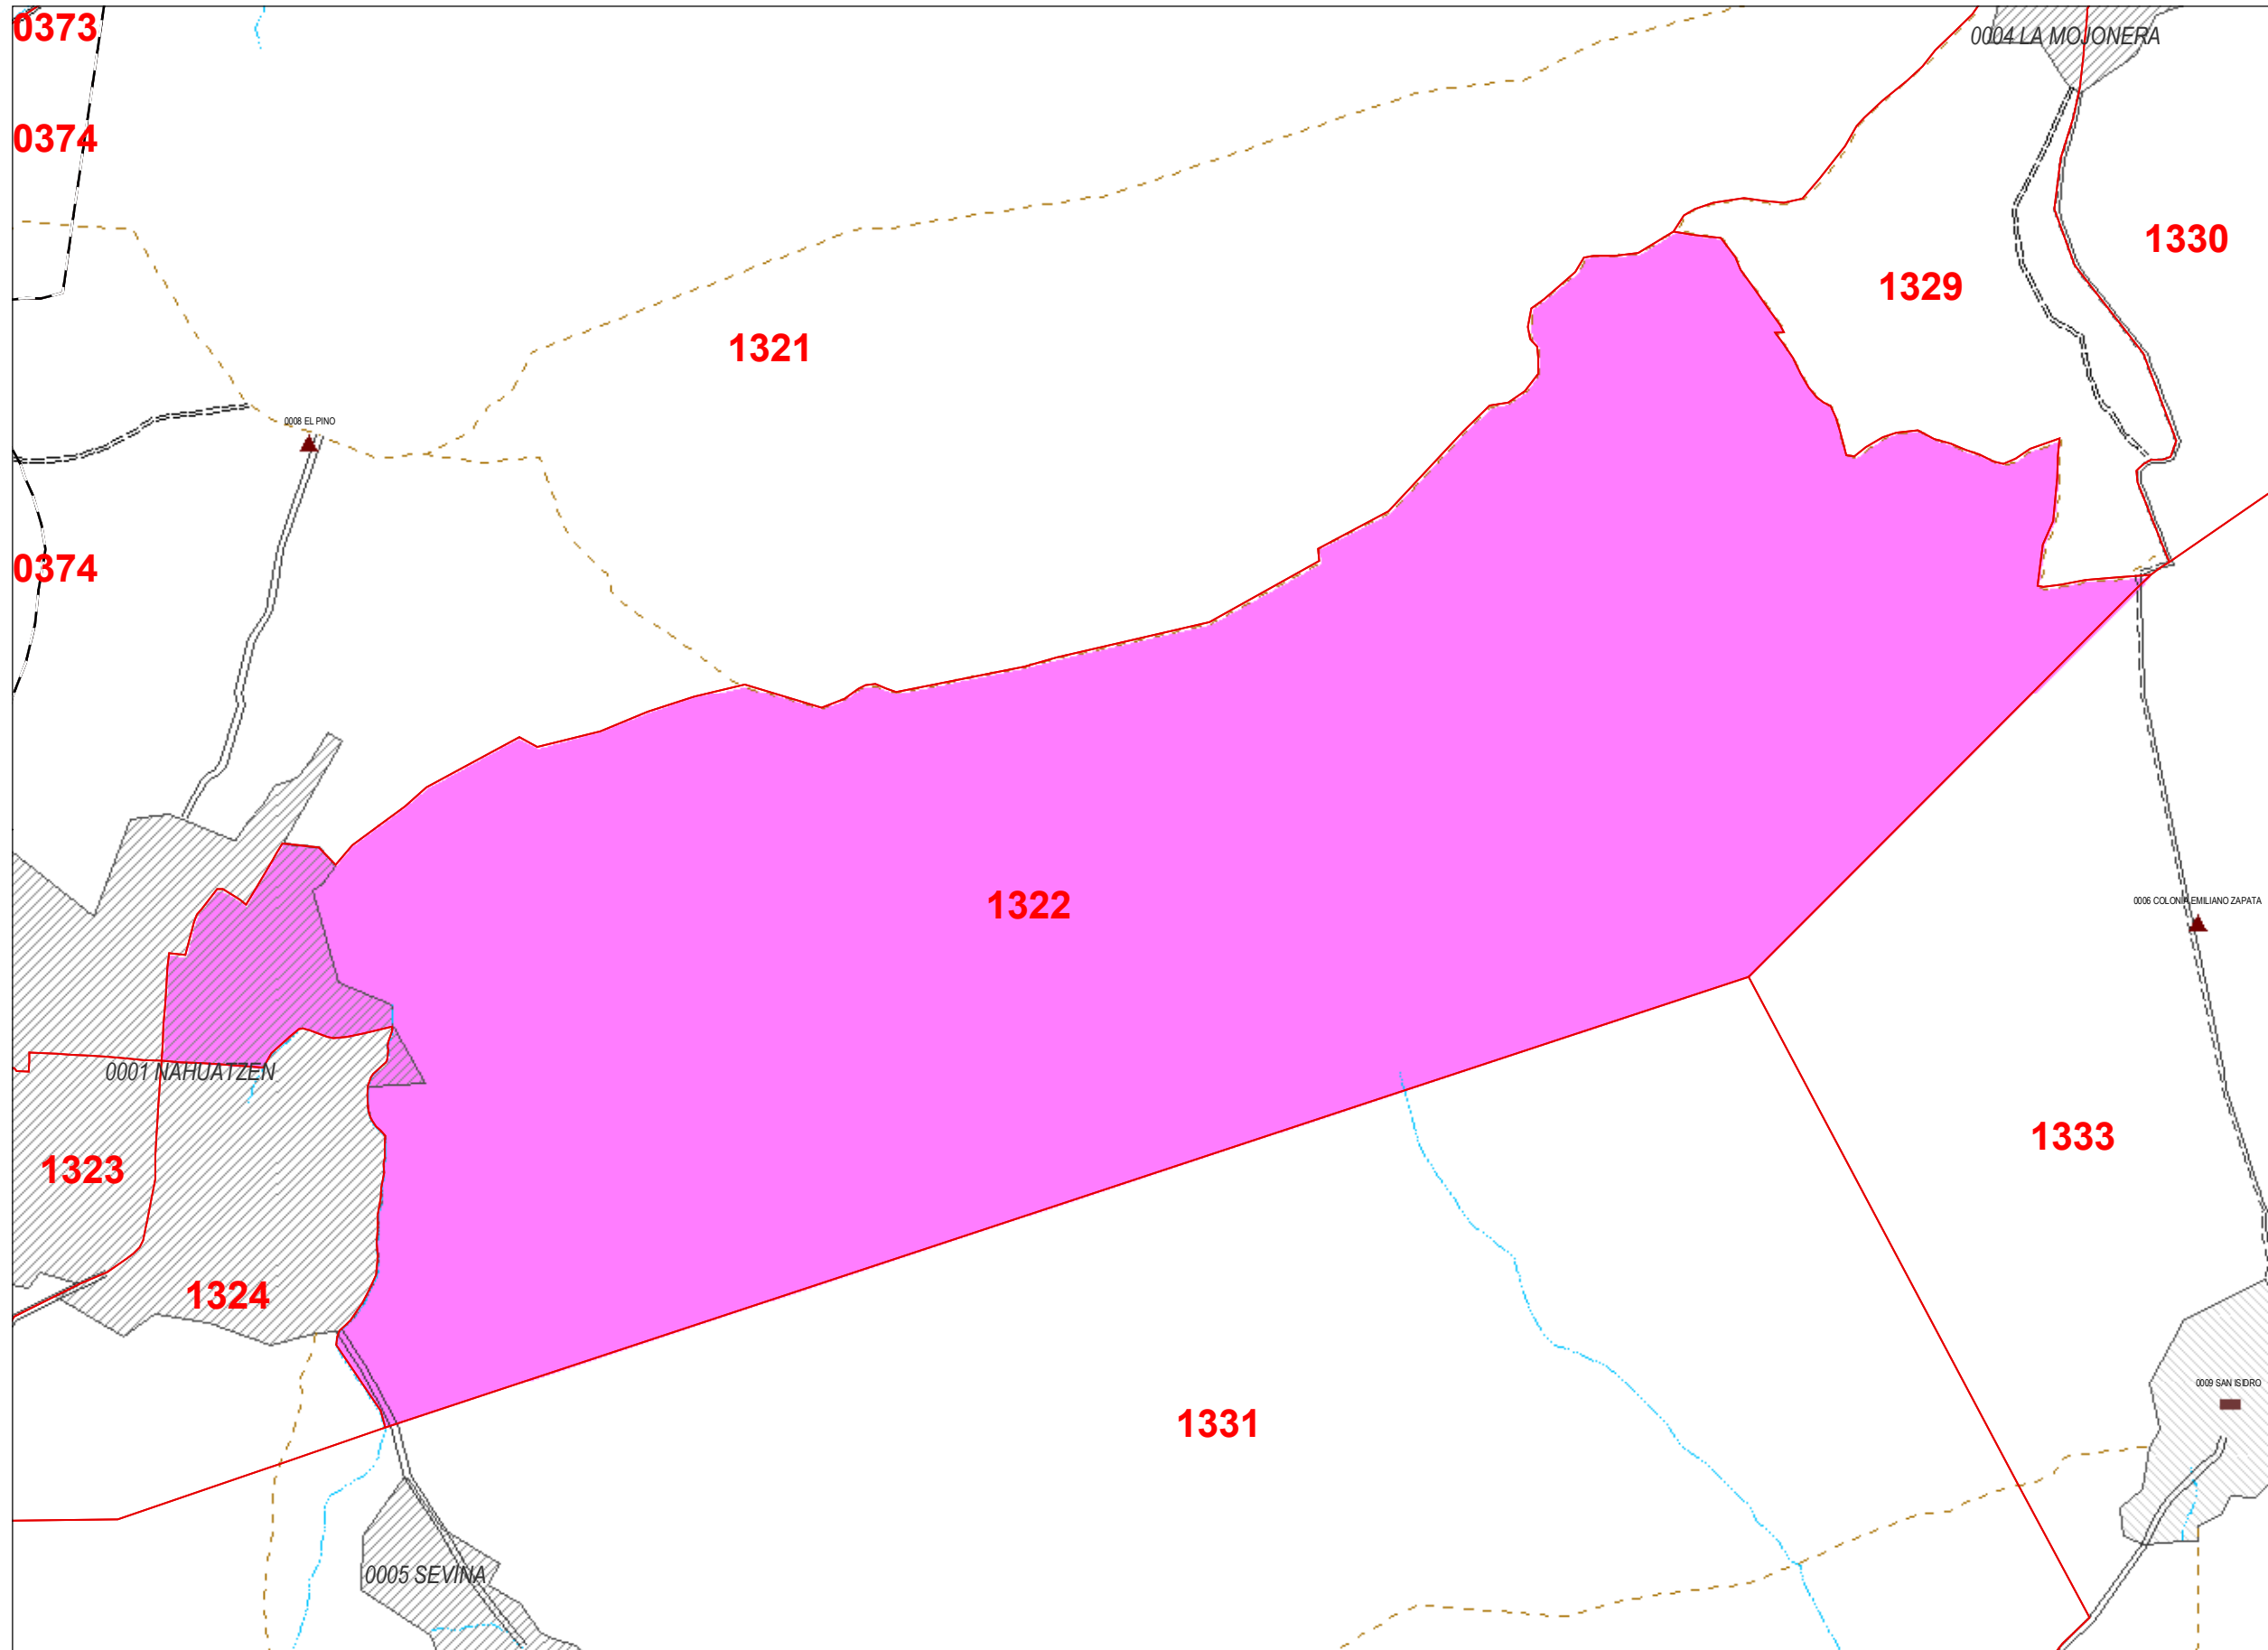 0373
0004 LA MOJONERA
0374
1330
1329
1321
0008 EL PINO
0374
1322
0006 COLONIA EMILIANO ZAPATA
0001 NAHUATZEN
1333
1323
1324
0009 SAN ISIDRO
1331
0005 SEVINA